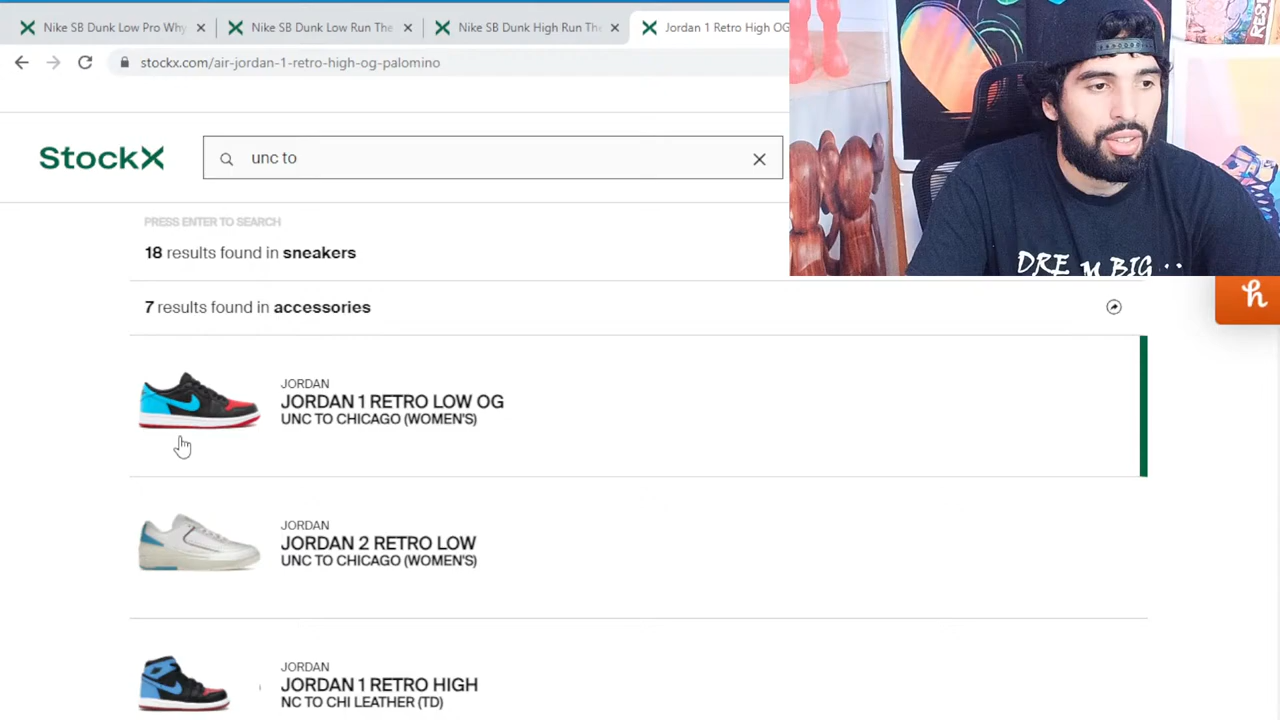 Nike SB Dunk Low Pro Why
Nike SB Dunk Low Run The
Nike SB Dunk High Run The
Jordan 1 Retro High OG
stockx.com/air-jordan-1-retro-high-og-palomino
StockX
unc to
PRESS ENTER TO SEARCH
18 results found in sneakers
7 results found in accessories
JORDAN
JORDAN 1 RETRO LOW OG
UNC TO CHICAGO (WOMEN'S)
JORDAN
JORDAN 2 RETRO LOW
UNC TO CHICAGO (WOMEN'S)
JORDAN
JORDAN 1 RETRO HIGH
NC TO CHI LEATHER (TD)
DRE M BIG . .
h